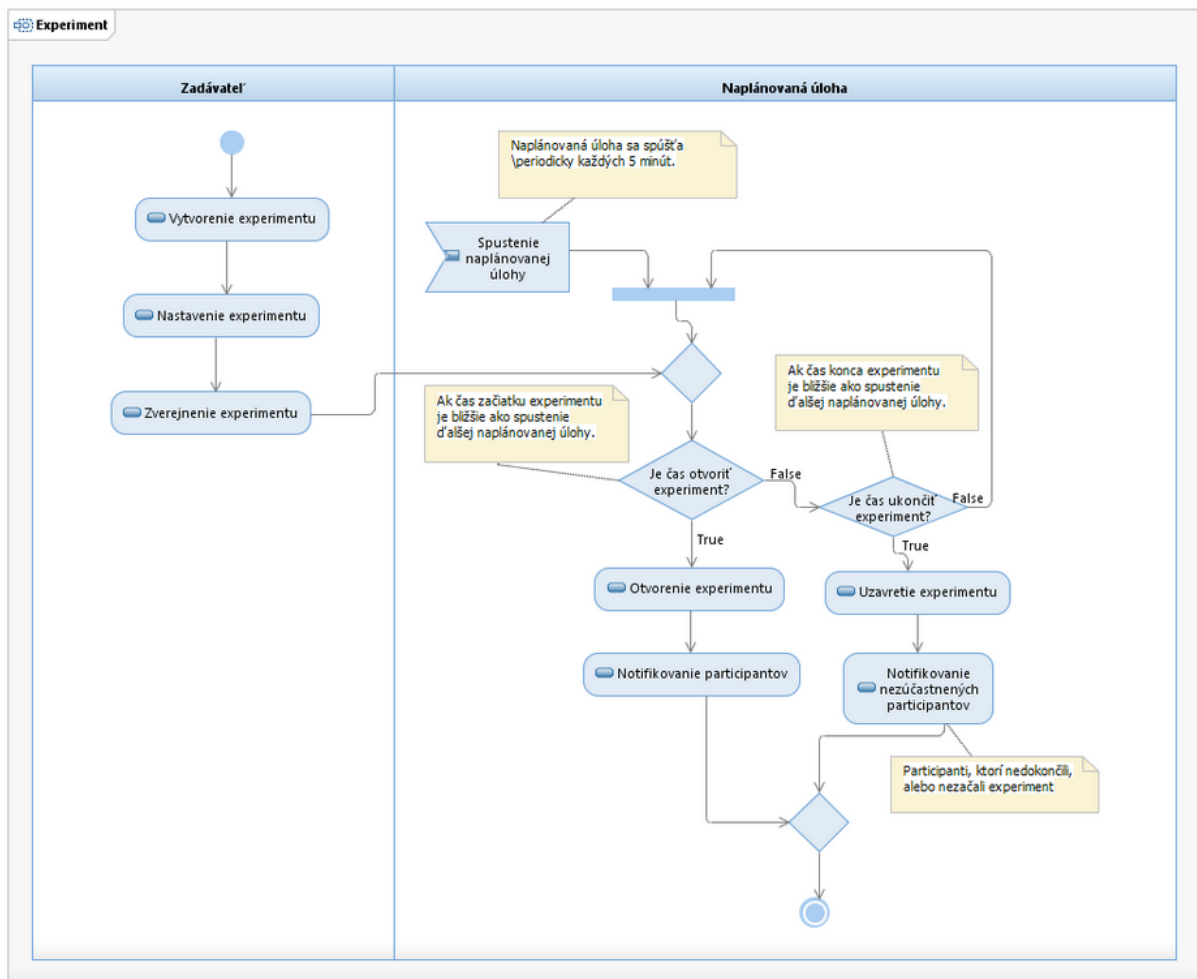 Experiment
Zadávateľ
Naplánovaná úloha
Naplánovaná úloha sa spúšťa
\periodicky každých 5 minút.
Vytvorenie experimentu
Spustenie
naplánovanej
úlohy
Nastavenie experimentu
Zverejnenie experimentu
Ak čas začiatku experimentu
je bližšie ako spustenie
ďalšej naplánovanej úlohy.
Ak čas konca experimentu
je bližšie ako spustenie
ďalšej naplánovanej úlohy.
Je čas otvoriť
experiment?
False
Je čas ukončiť
experiment?
False
True
True
Otvorenie experimentu
Uzavretie experimentu
Notifikovanie participantov
Notifikovanie
nezúčastnených
participantov
Participanti, ktorí nedokončili,
alebo nezačali experiment